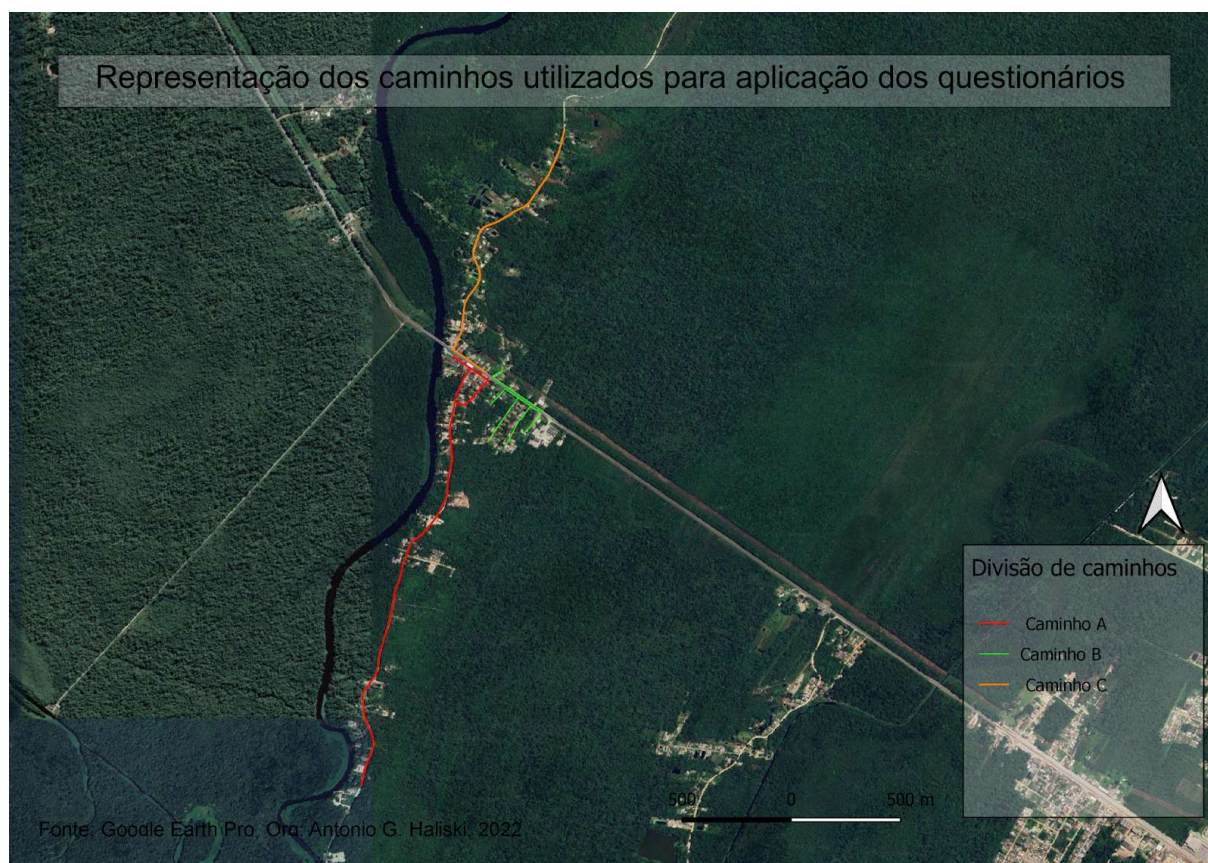 Representação dos caminhos utilizados para aplicação dos questionários
Divisão de caminhos
Caminho A
Caminho B
Caminho C
500 0 500 m
Fonte: Google Earth Pro, Org: Antonio G. Haliski, 2022